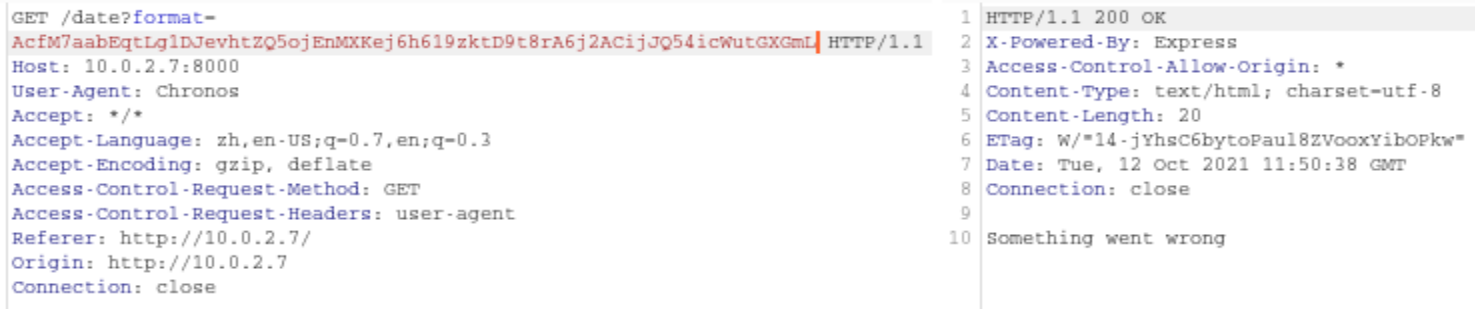 GET /date?format=
AcfM7aabEqtLg1DJevhtZQ5ojEnMXKej6h619zktD9t8rA6j2ACijJQ54icWutGXGmL HTTP/1.1
Host: 10.0.2.7:8000
User-Agent: Chronos
Accept: */*
Accept-Language: zh,en-US;q=0.7,en;q=0.3
Accept-Encoding: gzip, deflate
Access-Control-Request-Method: GET
Access-Control-Request-Headers: user-agent
Referer: http://10.0.2.7/
Origin: http://10.0.2.7
Connection: close
1 HTTP/1.1 200 OK
2 X-Powered-By: Express
3 Access-Control-Allow-Origin: *
4 Content-Type: text/html; charset=utf-8
5 Content-Length: 20
6 ETag: W/"14-jYhsC6bytoPaul8ZVooxYibOPkw"
7 Date: Tue, 12 Oct 2021 11:50:38 GMT
8 Connection: close
9
10 Something went wrong